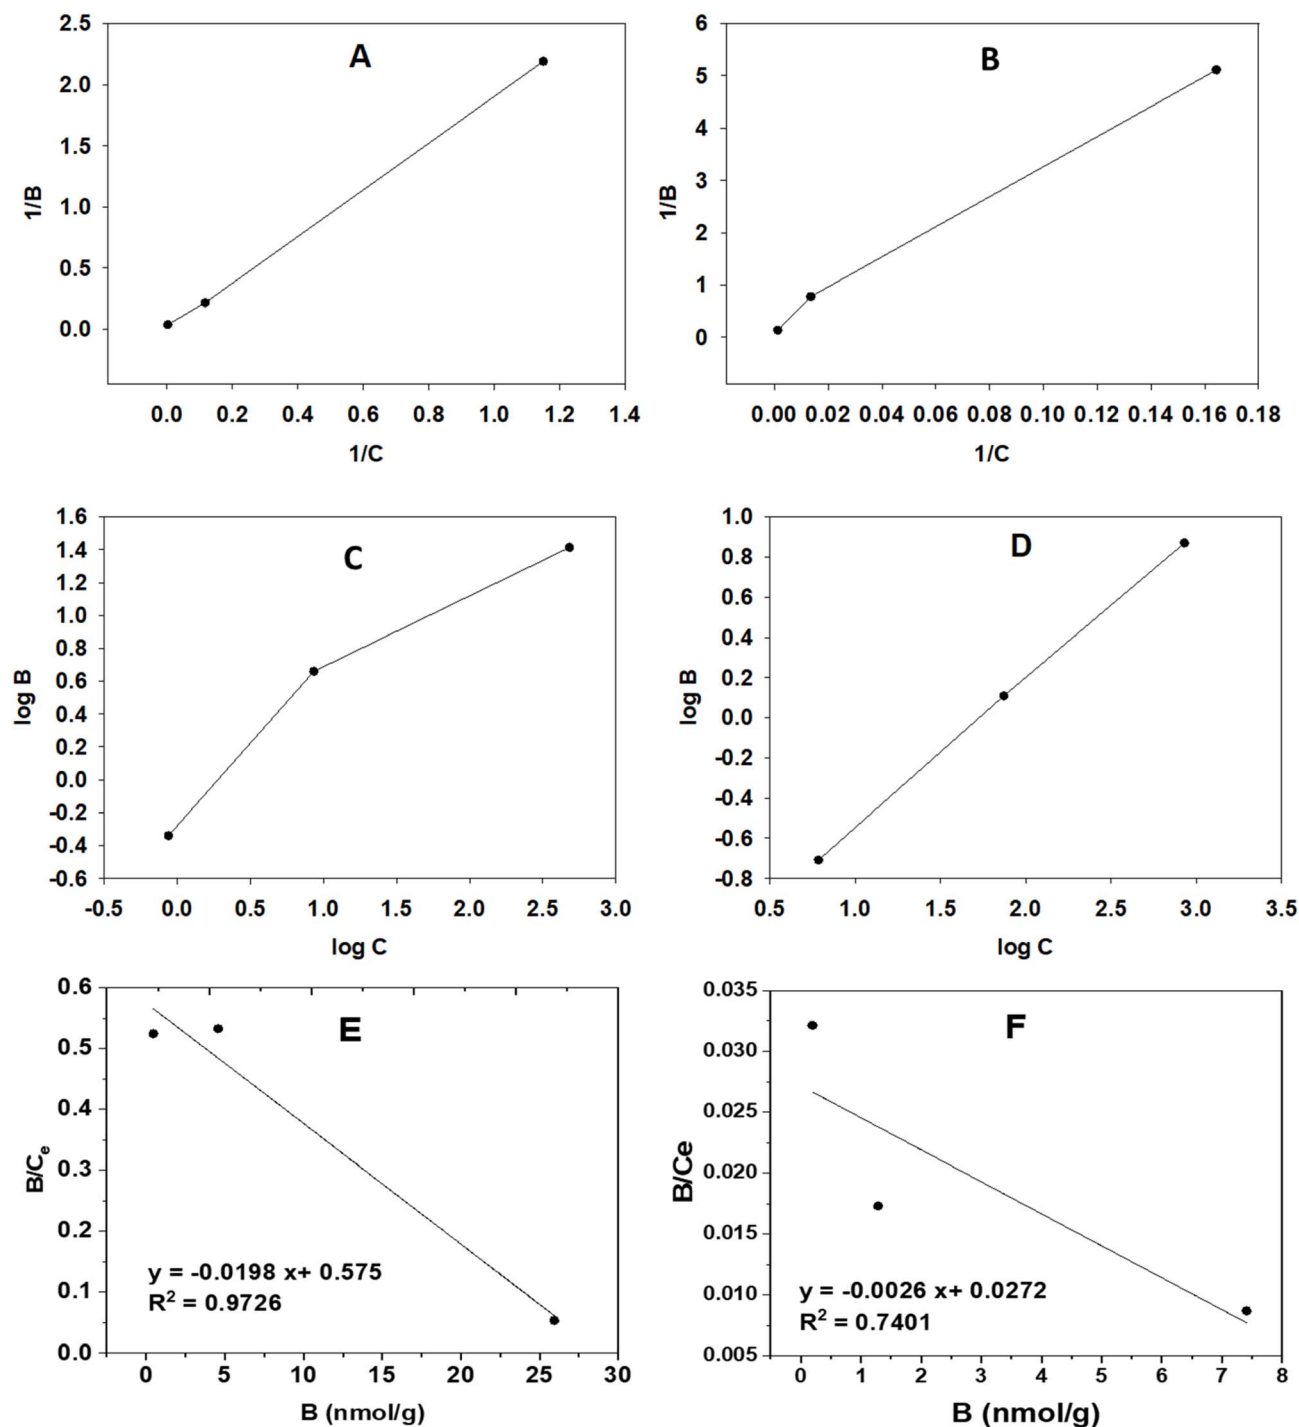 A
2.5
2.0
1.5
1.0
0.5
0.0
1/B
0.0 0.2 0.4 0.6 0.8 1.0 1.2 1.4
1/C
B
6
5
4
3
2
1
0
1/B
0.00 0.02 0.04 0.06 0.08 0.10 0.12 0.14 0.16 0.18
1/C
C
1.6
1.4
1.2
1.0
0.8
0.6
0.4
0.2
0.0
-0.2
-0.4
-0.6
log B
-0.5 0.0 0.5 1.0 1.5 2.0 2.5 3.0
log C
D
1.0
0.8
0.6
0.4
0.2
0.0
-0.2
-0.4
-0.6
-0.8
log B
0.5 1.0 1.5 2.0 2.5 3.0 3.5
log C
E
0.6
0.5
0.4
0.3
0.2
0.1
0.0
B/Ce
y = -0.0198 x+ 0.575
R² = 0.9726
0 5 10 15 20 25 30
B (nmol/g)
F
0.035
0.030
0.025
0.020
0.015
0.010
0.005
B/Ce
y = -0.0026 x+ 0.0272
R² = 0.7401
0 1 2 3 4 5 6 7 8
B (nmol/g)